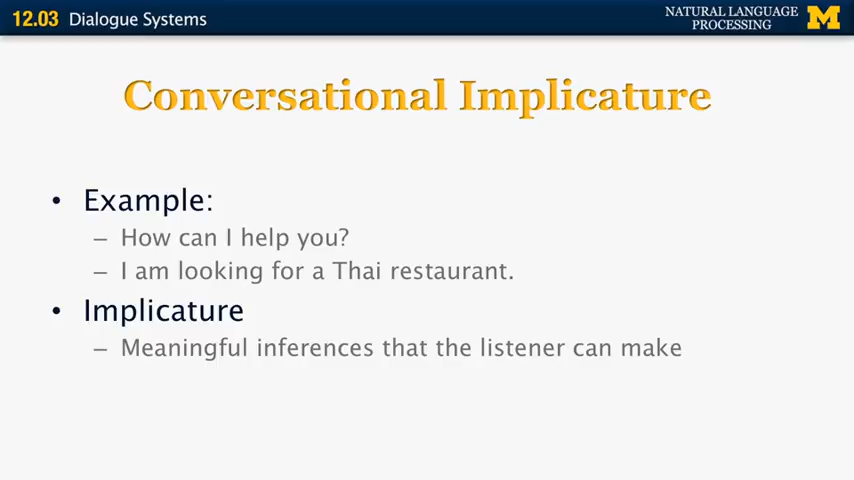 12.03 Dialogue Systems
NATURAL LANGUAGE
PROCESSING
M
Conversational Implicature
• Example:
– How can I help you?
– I am looking for a Thai restaurant.
• Implicature
– Meaningful inferences that the listener can make